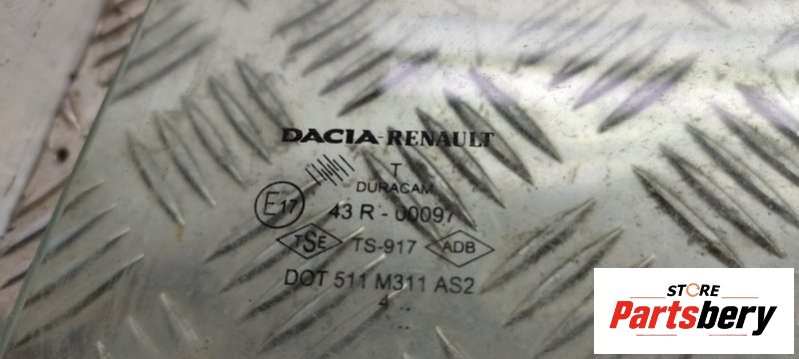 DACIA-RENAULT
T
DURACAM
E17
43 R - 00097
TSE TS-917 ADB
DOT 511 M311 AS2
4
STORE
Partsbery